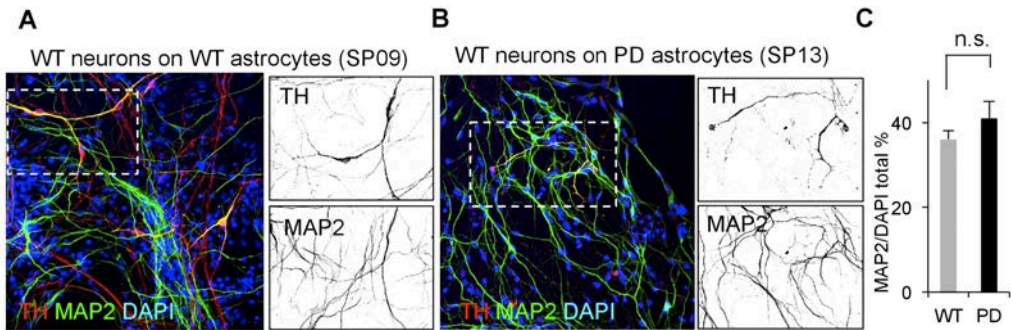 A
WT neurons on WT astrocytes (SP09)
TH
MAP2
TH MAP2 DAPI
B
WT neurons on PD astrocytes (SP13)
TH
MAP2
TH MAP2 DAPI
C
n.s.
MAP2/DAPI total %
40
20
0
WT PD